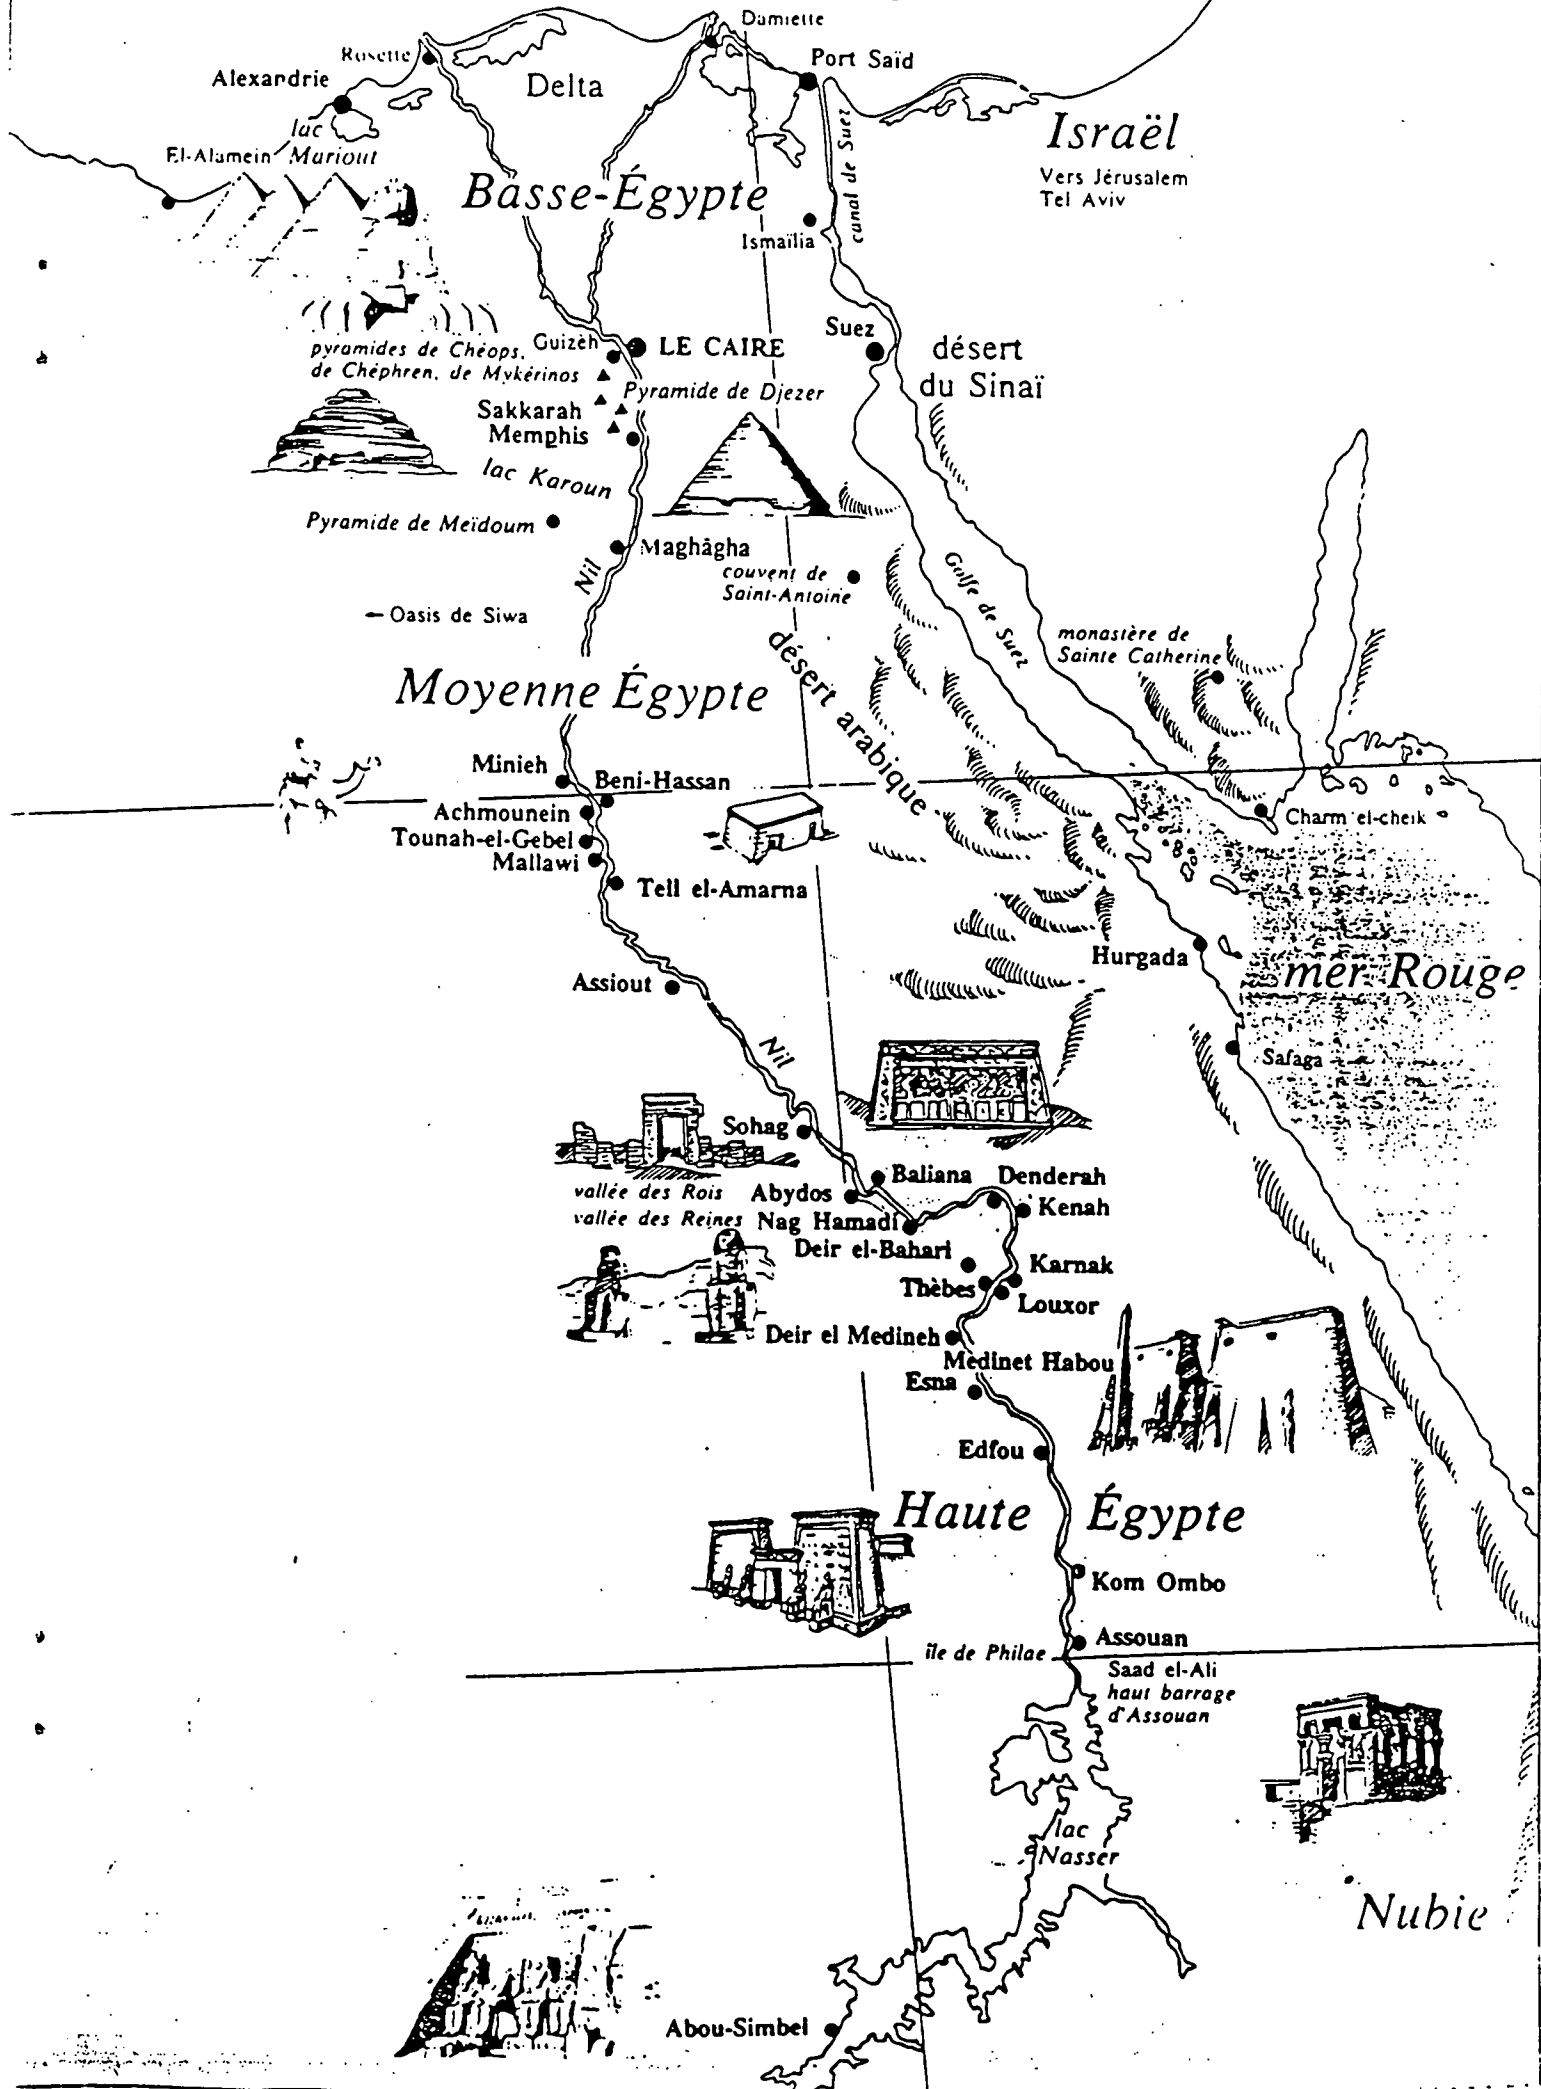 Damiette
Rosette
Port Saïd
Alexandrie
Delta
lac
Mariout
El-Alamein
Israël
Vers Jérusalem
Tel Aviv
canal de Suez
Basse-Égypte
Ismaïlia
Suez
désert
du Sinaï
Guizèh
LE CAIRE
pyramides de Chéops,
de Chéphren, de Mykérinos
Pyramide de Djezer
Sakkarah
Memphis
lac Karoun
Pyramide de Meïdoum
Maghâgha
Nil
couvent de
Saint-Antoine
Golfe de Suez
← Oasis de Siwa
désert arabique
monastère de
Sainte Catherine
Moyenne Égypte
Minieh
Beni-Hassan
Achmounein
Tounah-el-Gebel
Mallawi
Tell el-Amarna
Charm el-cheik
Hurgada
mer Rouge
Assiout
Nil
Safaga
Sohag
Baliana
Denderah
vallée des Rois
Abydos
Kenah
vallée des Reines
Nag Hamadi
Deir el-Bahari
Karnak
Thèbes
Louxor
Deir el Medineh
Medinet Habou
Esna
Edfou
Haute Égypte
Kom Ombo
Assouan
île de Philae
Saad el-Ali
haut barrage
d'Assouan
lac
Nasser
Nubie
Abou-Simbel